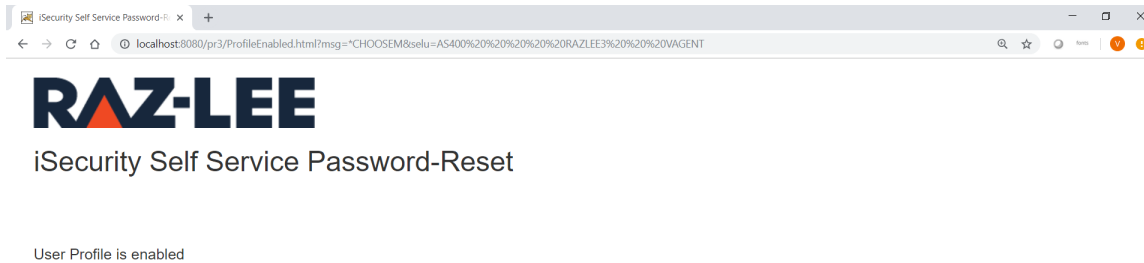 iSecurity Self Service Password-R
localhost:8080/pr3/ProfileEnabled.html?msg=*CHOOSEM&selu=AS400%20%20%20%20%20RAZLEE3%20%20%20VAGENT
fonts
V
RAZ-LEE
iSecurity Self Service Password-Reset
User Profile is enabled